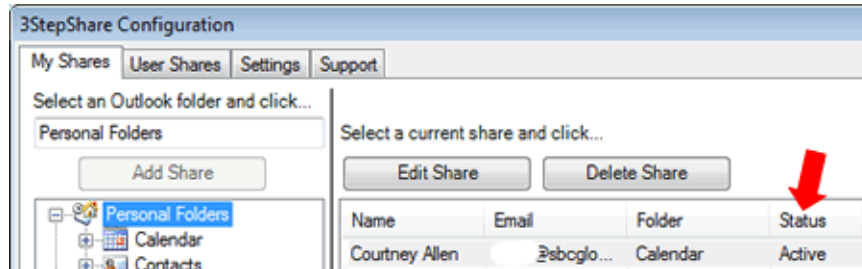 3StepShare Configuration
My Shares User Shares Settings Support
Select an Outlook folder and click...
Personal Folders
Add Share
Personal Folders
Calendar
Contacts
Select a current share and click...
Edit Share Delete Share
Name Email Folder Status
Courtney Allen @sbcglo... Calendar Active